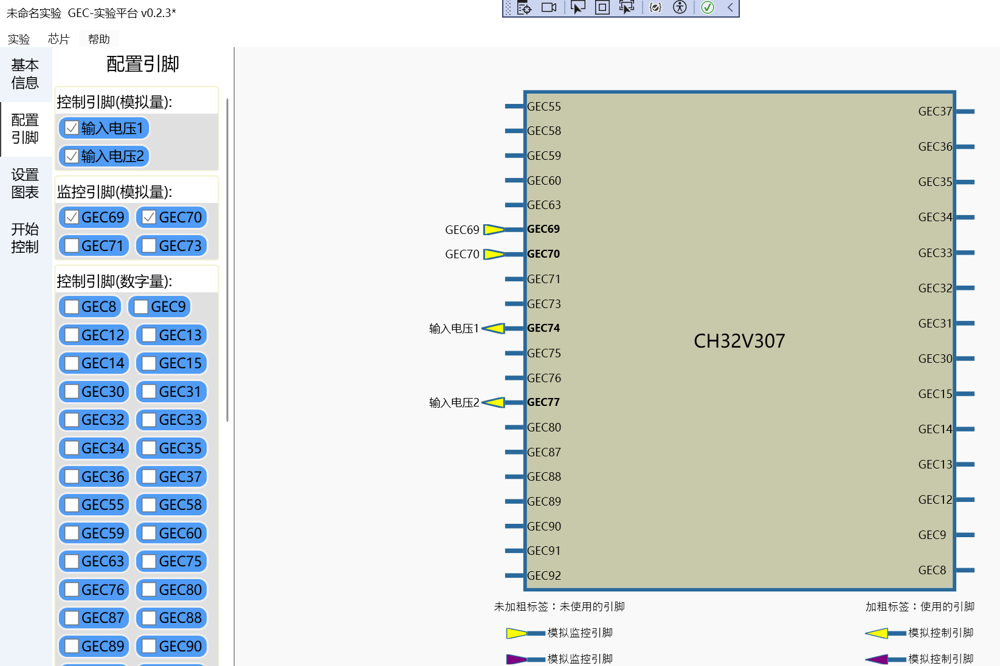 未命名实验  GEC-实验平台 v0.2.3*
实验
芯片
帮助
基本
信息
配置
引脚
设置
图表
开始
控制
配置引脚
控制引脚(模拟量):
输入电压1
输入电压2
监控引脚(模拟量):
GEC69 GEC70
GEC71 GEC73
控制引脚(数字量):
GEC8 GEC9
GEC12 GEC13
GEC14 GEC15
GEC30 GEC31
GEC32 GEC33
GEC34 GEC35
GEC36 GEC37
GEC55 GEC58
GEC59 GEC60
GEC63 GEC75
GEC76 GEC80
GEC87 GEC88
GEC89 GEC90
GEC69
GEC70
输入电压1
输入电压2
GEC55
GEC58
GEC59
GEC60
GEC63
GEC69
GEC70
GEC71
GEC73
GEC74
GEC75
GEC76
GEC77
GEC80
GEC87
GEC88
GEC89
GEC90
GEC91
GEC92
CH32V307
GEC37
GEC36
GEC35
GEC34
GEC33
GEC32
GEC31
GEC30
GEC15
GEC14
GEC13
GEC12
GEC9
GEC8
未加粗标签：未使用的引脚
加粗标签：使用的引脚
模拟监控引脚
模拟控制引脚
模拟监控引脚
模拟控制引脚